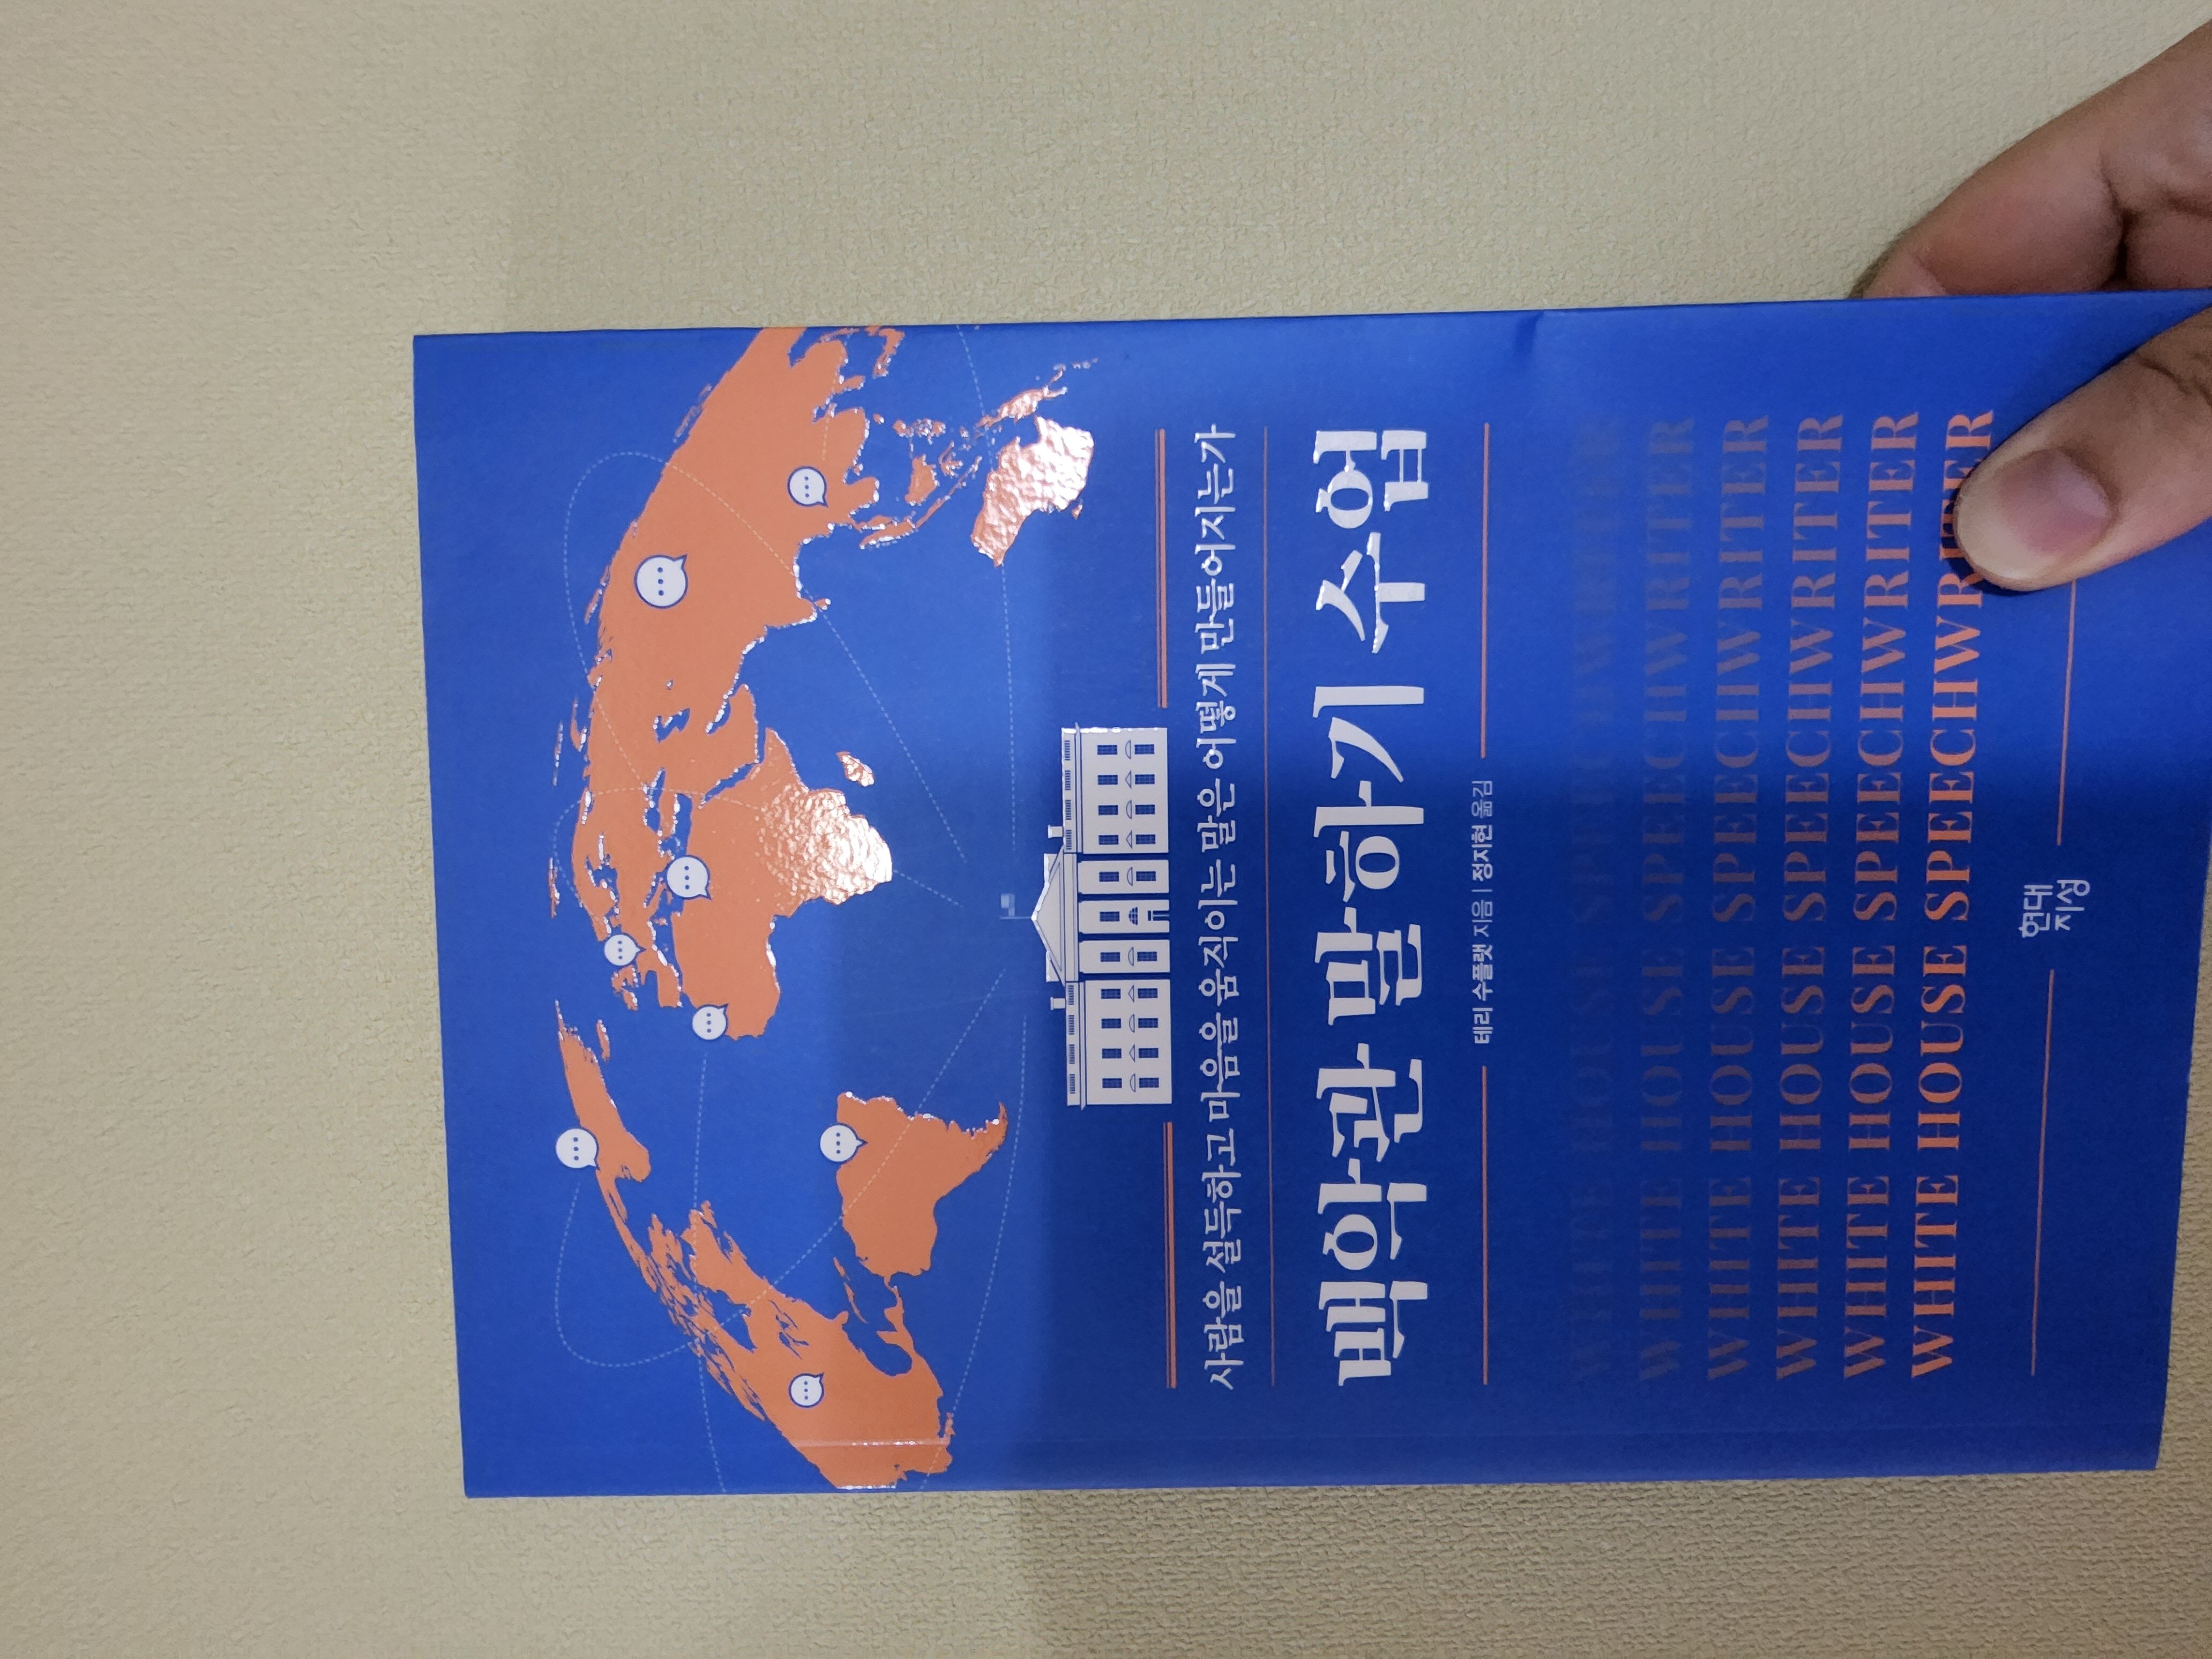 사람을 설득하고 마음을 움직이는 말은 어떻게 만들어지는가
백악관 말하기 수업
테리 수플랫 지음 | 정지현 옮김
WHITE HOUSE SPEECHWRITER
WHITE HOUSE SPEECHWRITER
WHITE HOUSE SPEECHWRITER
WHITE HOUSE SPEECHWRITER
WHITE HOUSE SPEECHWRITER
WHITE HOUSE SPEECHWRITER
현대
지성